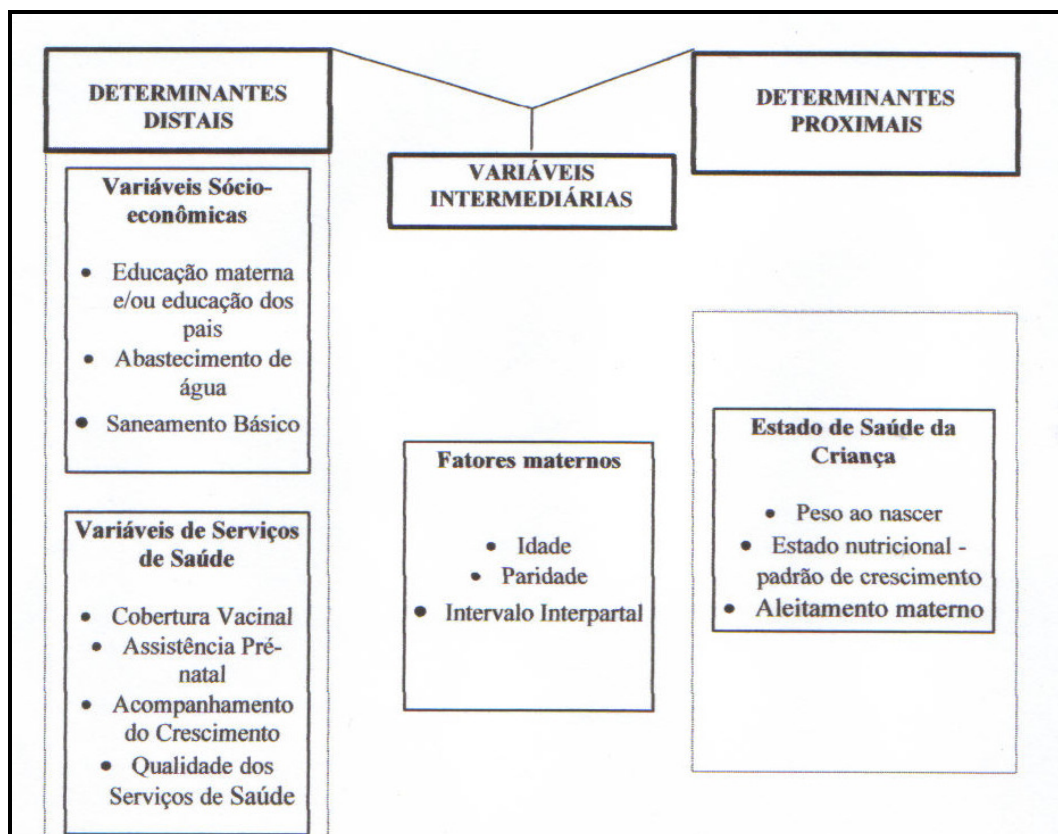 DETERMINANTES
DISTAIS
Variáveis Sócio-
econômicas
• Educação materna
e/ou educação dos
pais
• Abastecimento de
água
• Saneamento Básico
Variáveis de Serviços
de Saúde
• Cobertura Vacinal
• Assistência Pré-
natal
• Acompanhamento
do Crescimento
• Qualidade dos
Serviços de Saúde
VARIÁVEIS
INTERMEDIÁRIAS
Fatores maternos
• Idade
• Paridade
• Intervalo Interpartal
DETERMINANTES
PROXIMAIS
Estado de Saúde da
Criança
• Peso ao nascer
• Estado nutricional -
padrão de crescimento
• Aleitamento materno